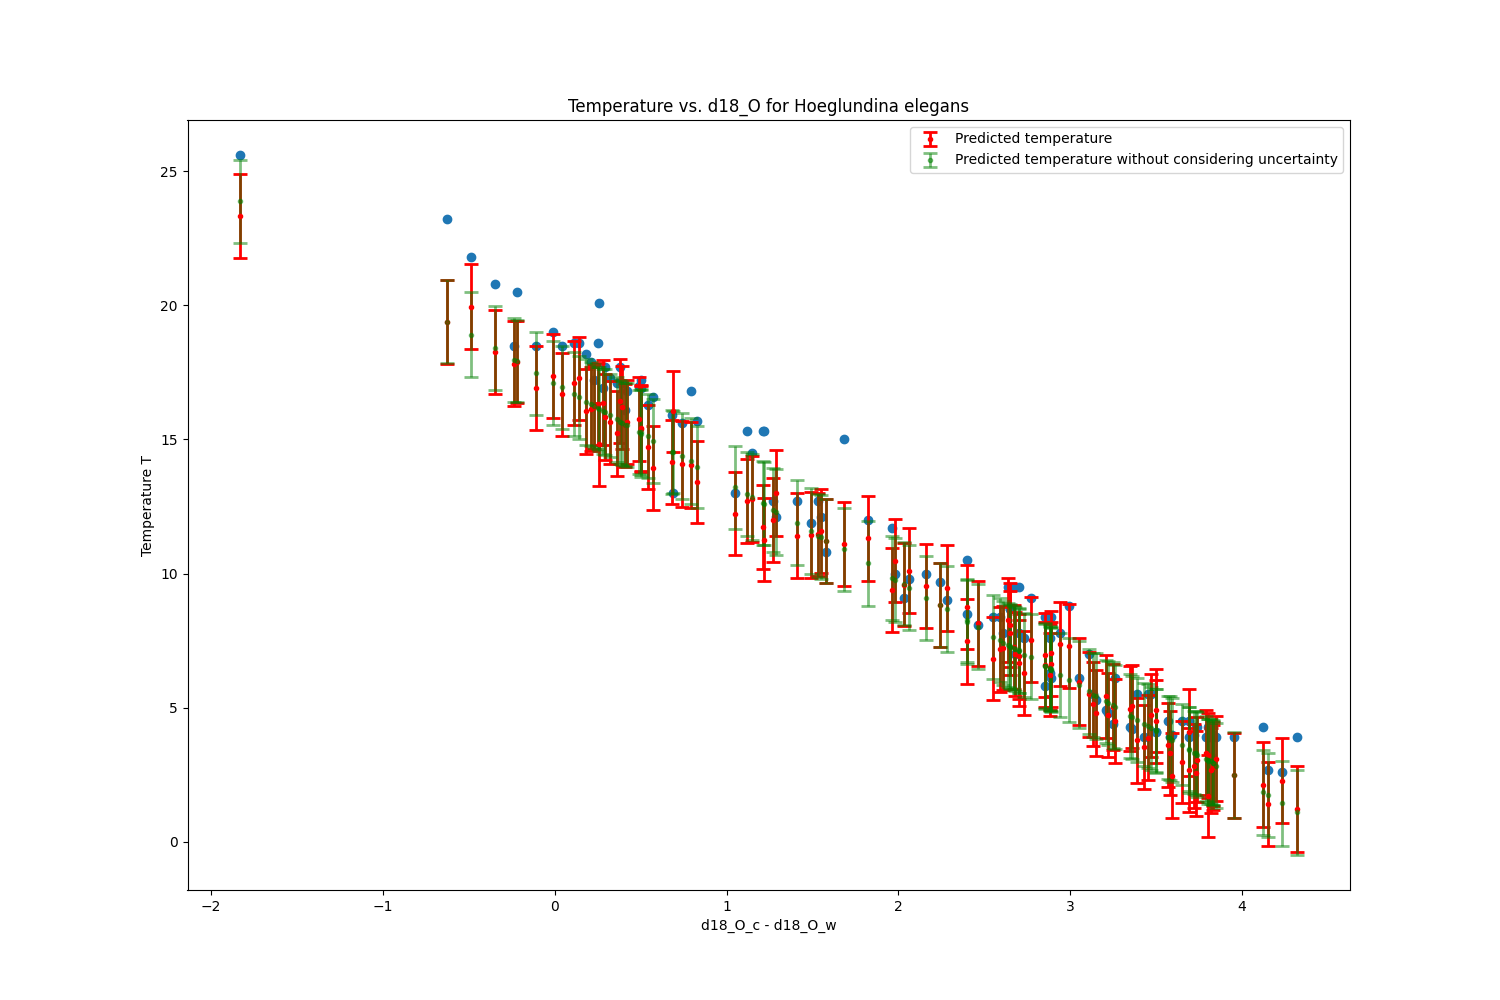 Temperature vs. d18_O for Hoeglundina elegans
Predicted temperature
Predicted temperature without considering uncertainty
Temperature T
25
20
15
10
5
0
−2
−1
0
1
2
3
4
d18_O_c - d18_O_w